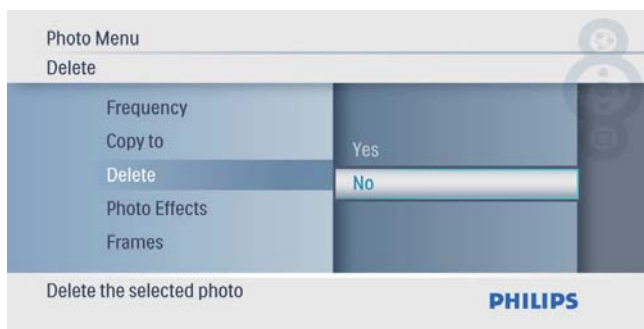 Photo Menu
Delete
Frequency
Copy to
Delete
Photo Effects
Frames
Yes
No
Delete the selected photo
PHILIPS